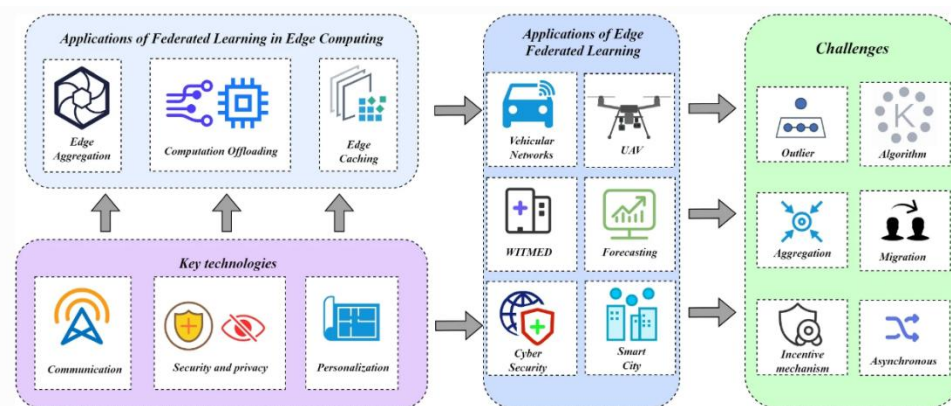 Applications of Federated Learning in Edge Computing
Edge
Aggregation
Computation Offloading
Edge
Caching
Key technologies
Communication
Security and privacy
Personalization
Applications of Edge
Federated Learning
Vehicular
Networks
UAV
WITMED
Forecasting
Cyber
Security
Smart
City
Challenges
Outlier
K
Algorithm
Aggregation
Migration
Incentive
mechanism
Asynchronous